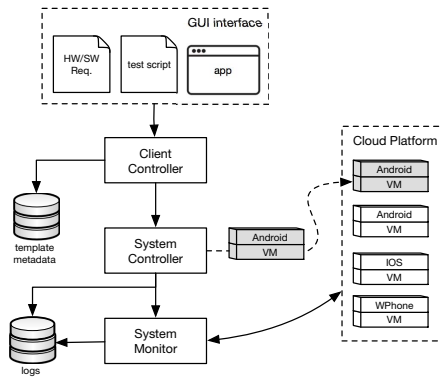 GUI interface
HW/SW
Req.
test script
app
Client
Controller
Cloud Platform
Android
VM
template
metadata
System
Controller
Android
VM
Android
VM
IOS
VM
WPhone
VM
System
Monitor
logs